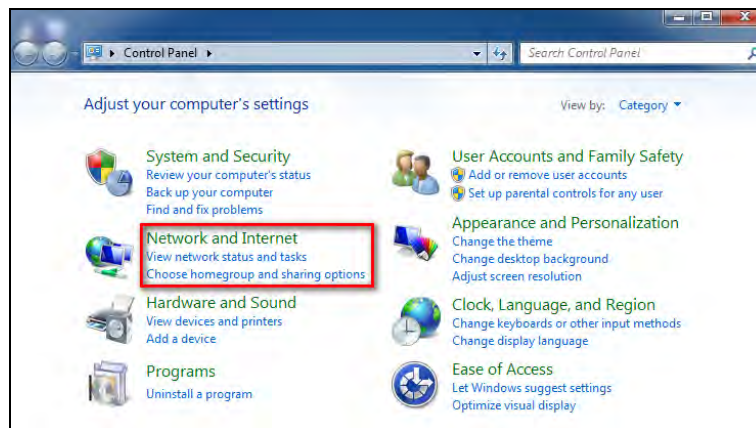 Control Panel
Search Control Panel
Adjust your computer's settings
View by: Category
System and Security
Review your computer's status
Back up your computer
Find and fix problems
Network and Internet
View network status and tasks
Choose homegroup and sharing options
Hardware and Sound
View devices and printers
Add a device
Programs
Uninstall a program
User Accounts and Family Safety
Add or remove user accounts
Set up parental controls for any user
Appearance and Personalization
Change the theme
Change desktop background
Adjust screen resolution
Clock, Language, and Region
Change keyboards or other input methods
Change display language
Ease of Access
Let Windows suggest settings
Optimize visual display